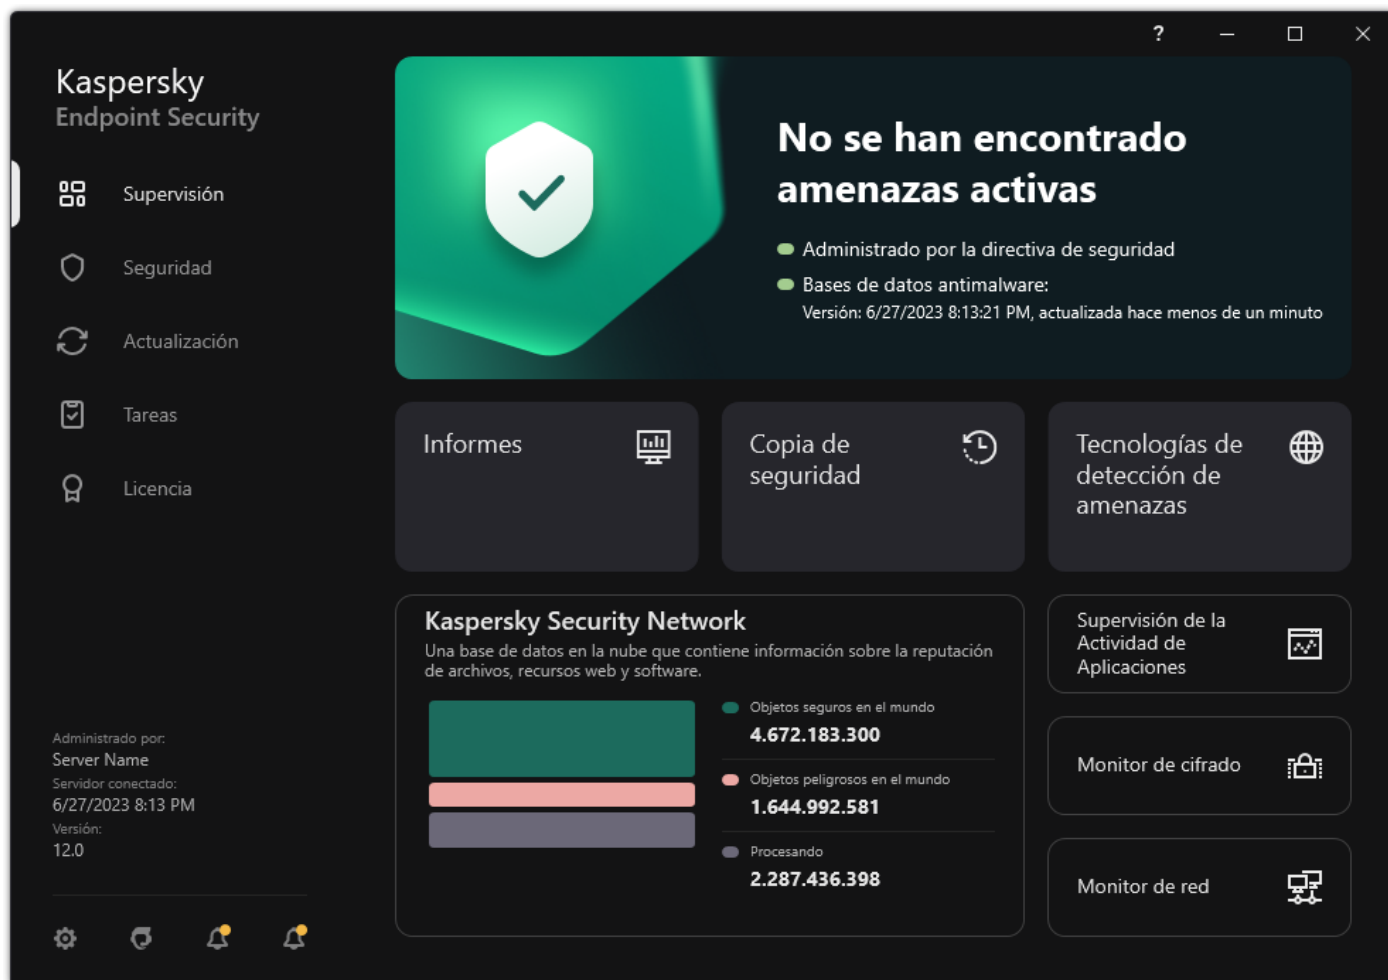 ?
Kaspersky
Endpoint Security
Supervisión
Seguridad
Actualización
Tareas
Licencia
Administrado por:
Server Name
Servidor conectado:
6/27/2023 8:13 PM
Versión:
12.0
No se han encontrado
amenazas activas
Administrado por la directiva de seguridad
Bases de datos antimalware:
Versión: 6/27/2023 8:13:21 PM, actualizada hace menos de un minuto
Informes
Copia de
seguridad
Tecnologías de
detección de
amenazas
Kaspersky Security Network
Una base de datos en la nube que contiene información sobre la reputación
de archivos, recursos web y software.
Objetos seguros en el mundo
4.672.183.300
Objetos peligrosos en el mundo
1.644.992.581
Procesando
2.287.436.398
Supervisión de la
Actividad de
Aplicaciones
Monitor de cifrado
Monitor de red